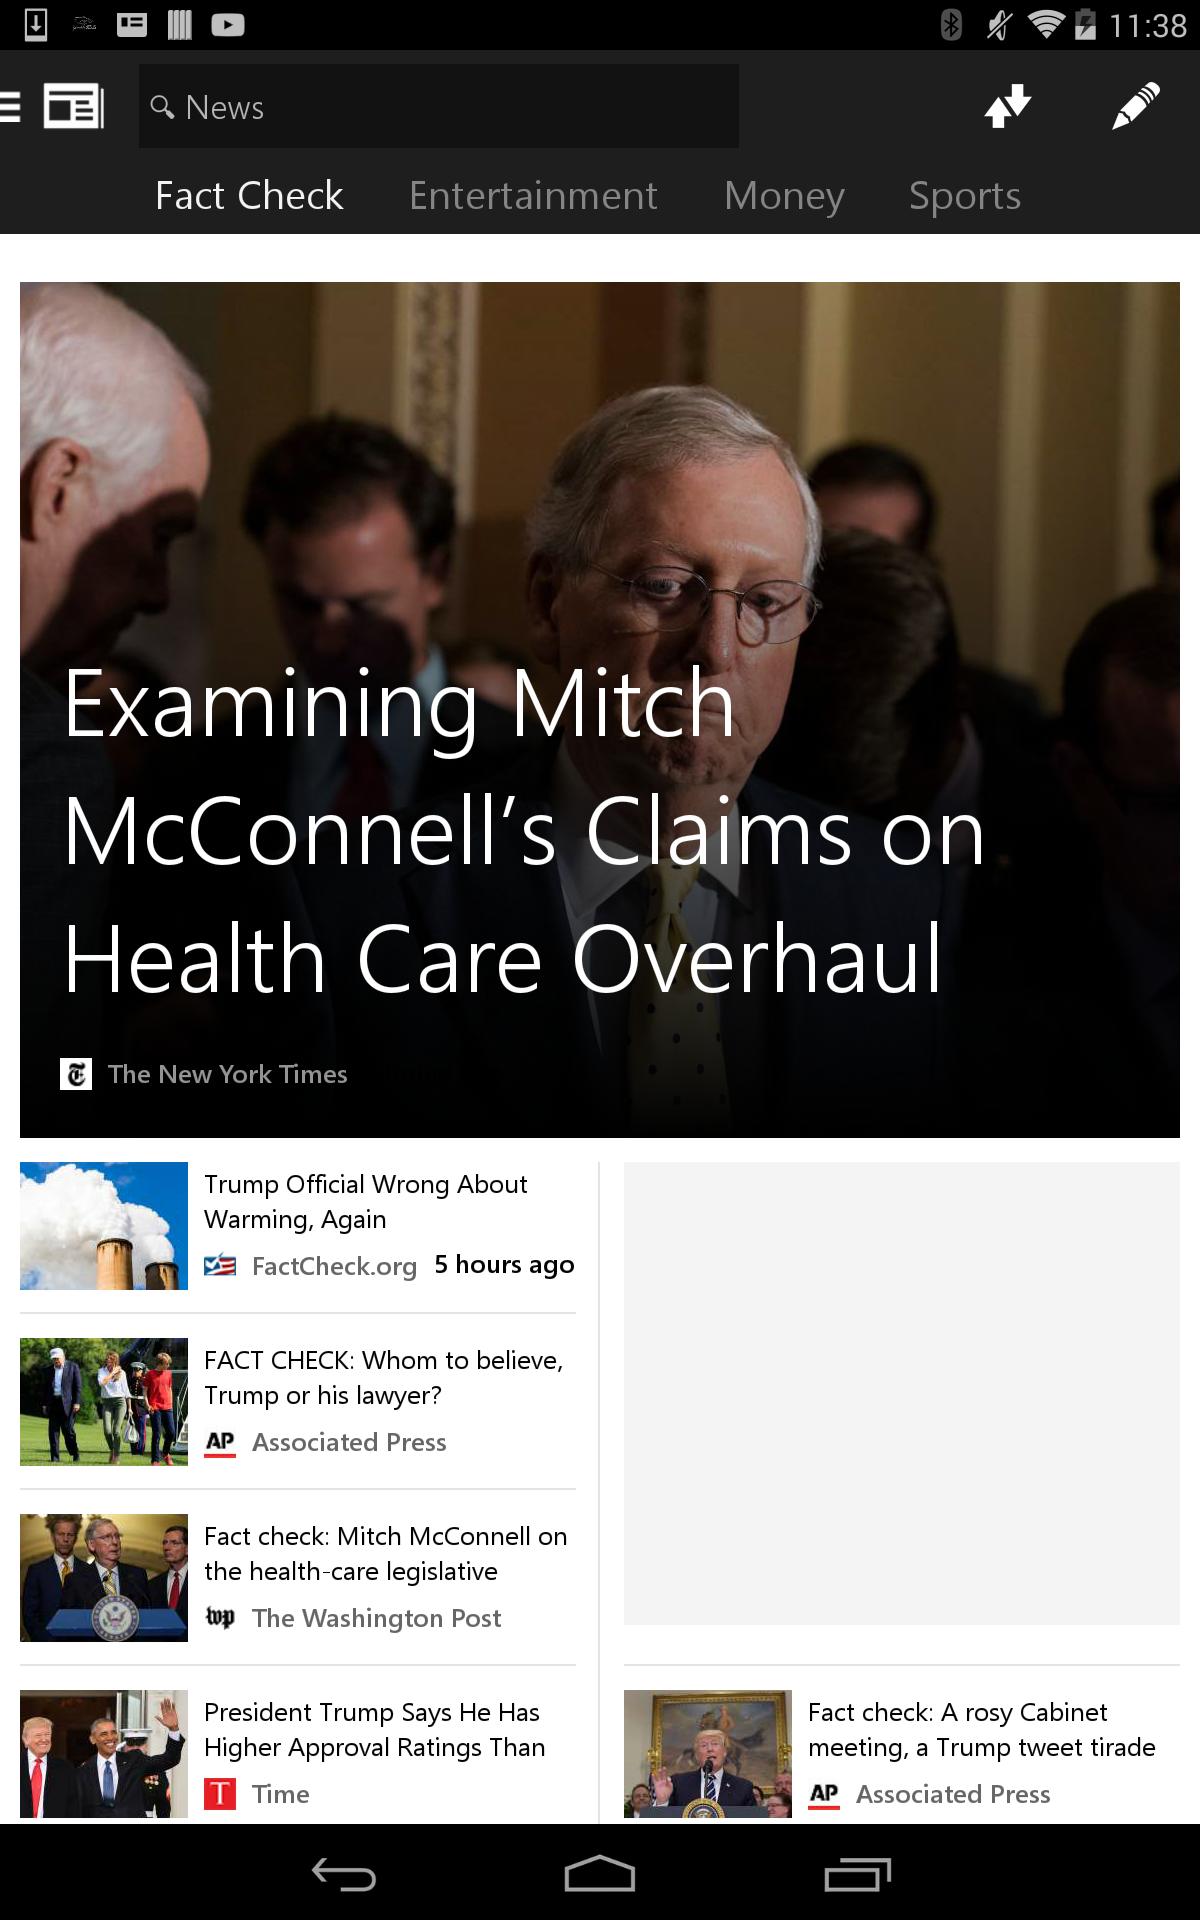 11:38
News
Fact Check Entertainment Money Sports
Examining Mitch
McConnell’s Claims on
Health Care Overhaul
The New York Times
Trump Official Wrong About
Warming, Again
FactCheck.org 5 hours ago
FACT CHECK: Whom to believe,
Trump or his lawyer?
AP Associated Press
Fact check: Mitch McConnell on
the health-care legislative
wp The Washington Post
President Trump Says He Has
Higher Approval Ratings Than
T Time
Fact check: A rosy Cabinet
meeting, a Trump tweet tirade
AP Associated Press